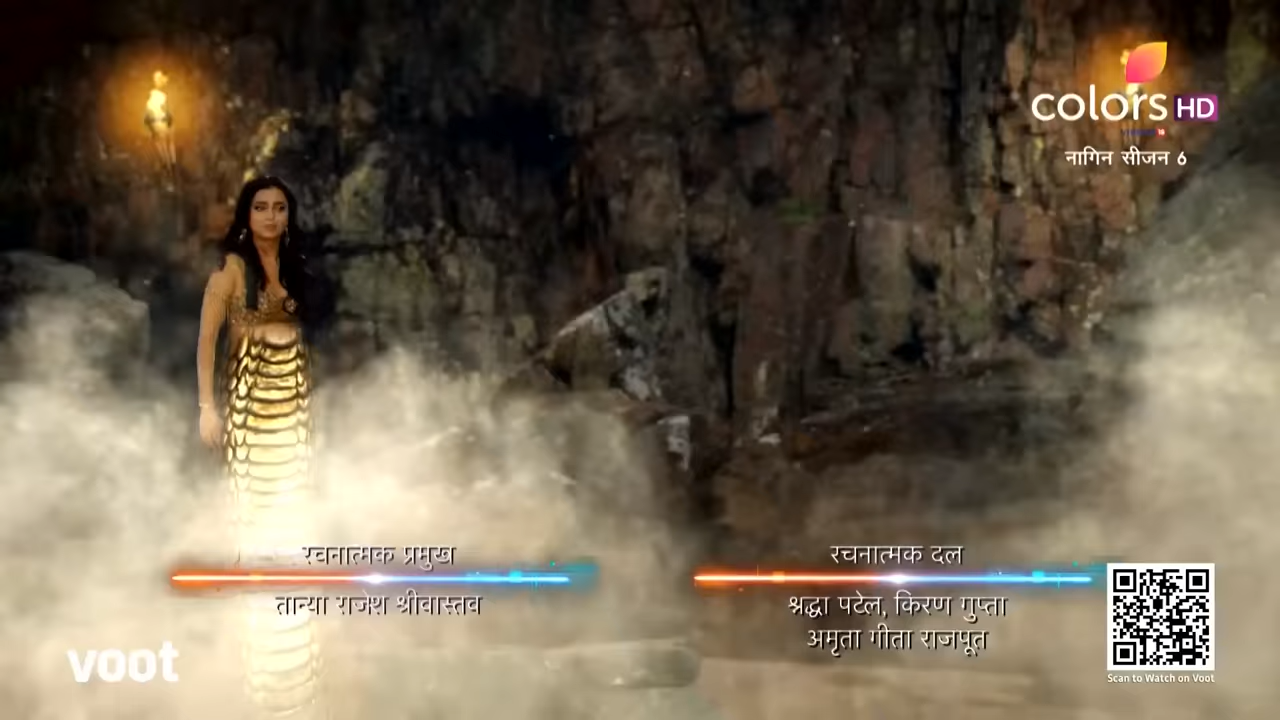 colors HD
नागिन सीजन 6
रचनात्मक प्रमुख
तान्या राजेश श्रीवास्तव
रचनात्मक दल
श्रद्धा पटेल, किरण गुप्ता
अमृता गीता राजपूत
voot
Scan to Watch on Voot